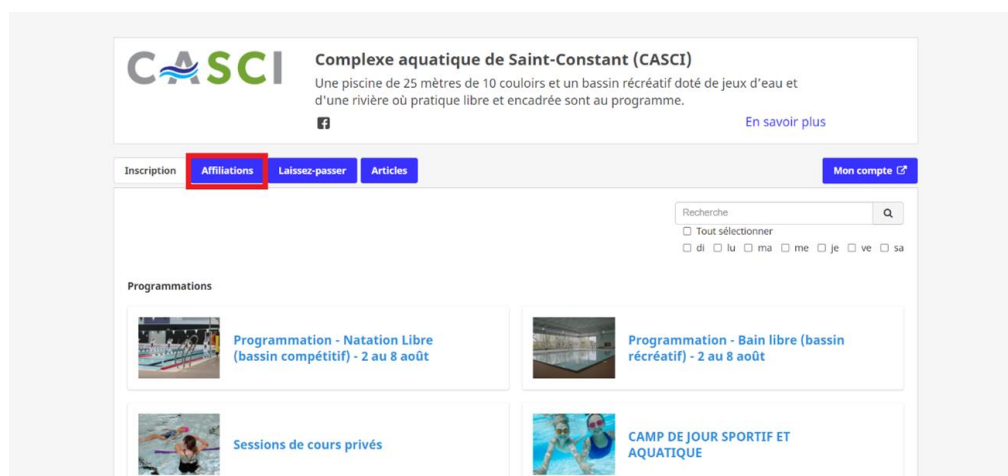 CASCI
Complexe aquatique de Saint-Constant (CASCI)
Une piscine de 25 mètres de 10 couloirs et un bassin récréatif doté de jeux d'eau et
d'une rivière où pratique libre et encadrée sont au programme.
En savoir plus
Inscription Affiliations Laissez-passer Articles Mon compte
Recherche
Tout sélectionner
di lu ma me je ve sa
Programmations
Programmation - Natation Libre
(bassin compétitif) - 2 au 8 août
Programmation - Bain libre (bassin
récréatif) - 2 au 8 août
Sessions de cours privés
CAMP DE JOUR SPORTIF ET
AQUATIQUE